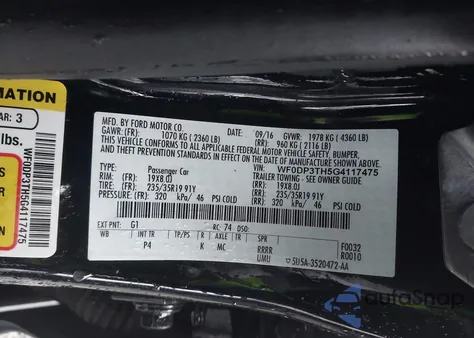 MATION
AR: 3
lbs.
WF0DP3TH5G4117475
MFD. BY FORD MOTOR CO.
DATE: 09/16 GVWR: 1978 KG ( 4360 LB)
GAWR: (FR): 1070 KG ( 2360 LB) (RR): 960 KG ( 2116 LB)
THIS VEHICLE CONFORMS TO ALL APPLICABLE FEDERAL MOTOR VEHICLE SAFETY, BUMPER,
AND THEFT PREVENTION STANDARDS IN EFFECT ON THE DATE OF MANUFACTURE SHOWN ABOVE.
VIN: WF0DP3TH5G4117475
TYPE: Passenger Car TRAILER TOWING - SEE OWNER GUIDE
RIM: (FR): 19X8.0J (RR): 19X8.0J
TIRE: (FR): 235/35R19 91Y (RR): 235/35R19 91Y
PRESSURE: (FR): 320 kPa/ 46 PSI COLD (RR): 320 kPa/ 46 PSI COLD
EXT PNT: G1 RC: 74 DSO:
WB INT TR TP/PS R AXLE TR SPR
P4 K MC RRRR
UMU
F0032
R0010
5U5A-3520472-AA
autoSnap